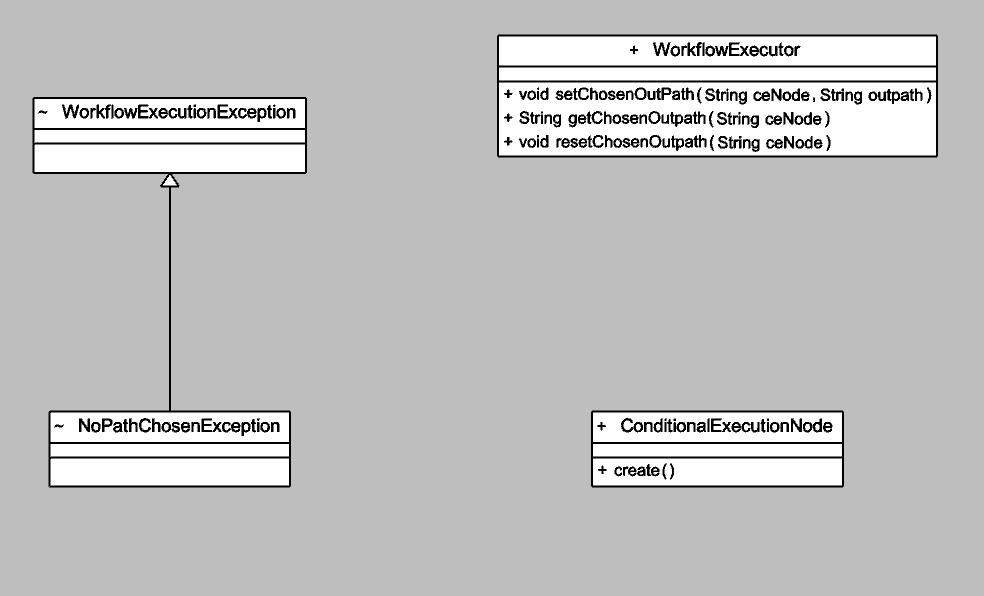 + WorkflowExecutor
+ void setChosenOutPath(String ceNode, String outpath)
+ String getChosenOutpath(String ceNode)
+ void resetChosenOutpath(String ceNode)
~ WorkflowExecutionException
~ NoPathChosenException
+ ConditionalExecutionNode
+ create()